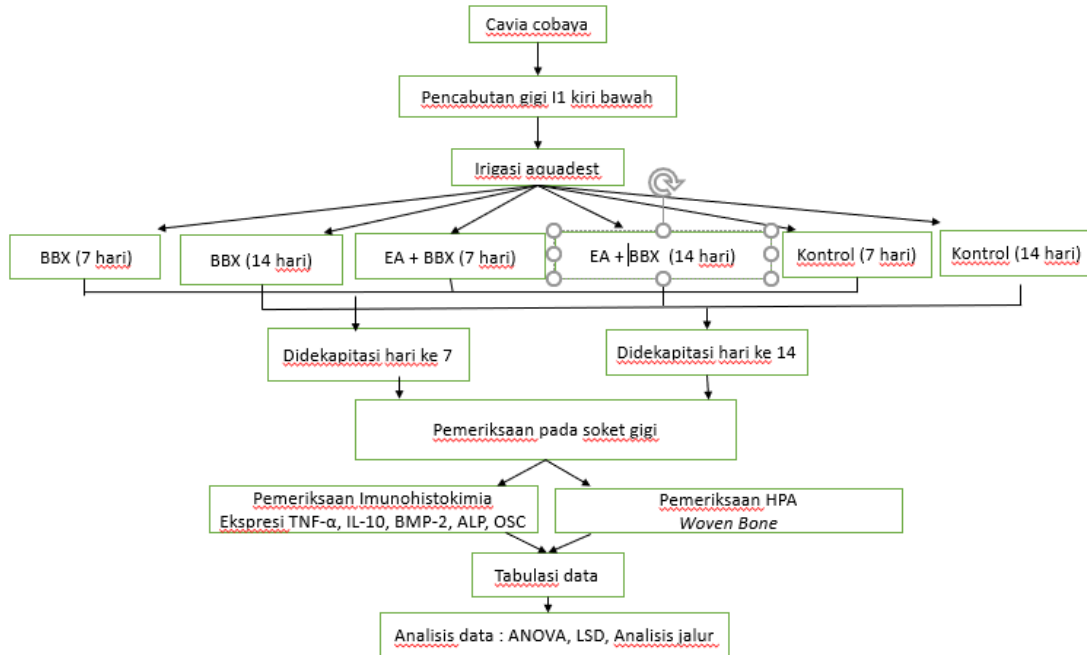 Cavia cobaya
Pencabutan gigi I1 kiri bawah
Irigasi aquadest
BBX (7 hari)
BBX (14 hari)
EA + BBX (7 hari)
EA + BBX (14 hari)
Kontrol (7 hari)
Kontrol (14 hari)
Didekapitasi hari ke 7
Didekapitasi hari ke 14
Pemeriksaan pada soket gigi
Pemeriksaan Imunohistokimia
Ekspresi TNF-α, IL-10, BMP-2, ALP, OSC
Pemeriksaan HPA
Woven Bone
Tabulasi data
Analisis data : ANOVA, LSD, Analisis jalur